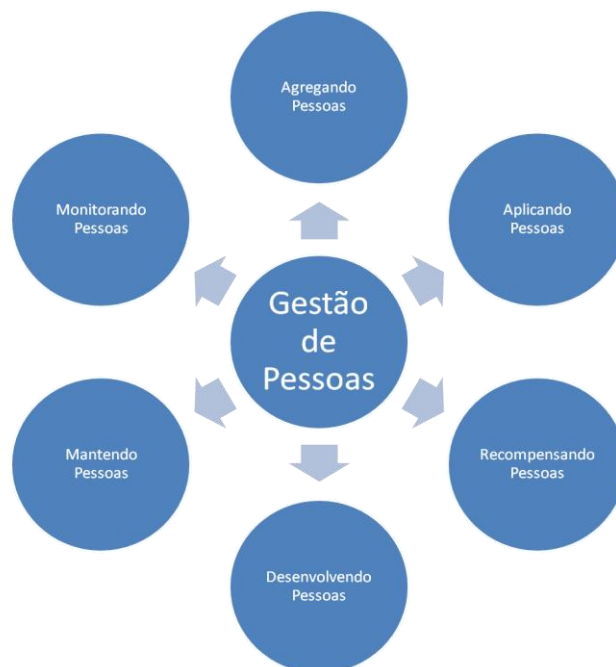 Agregando
Pessoas
Monitorando
Pessoas
Aplicando
Pessoas
Gestão
de
Pessoas
Mantendo
Pessoas
Recompensando
Pessoas
Desenvolvendo
Pessoas